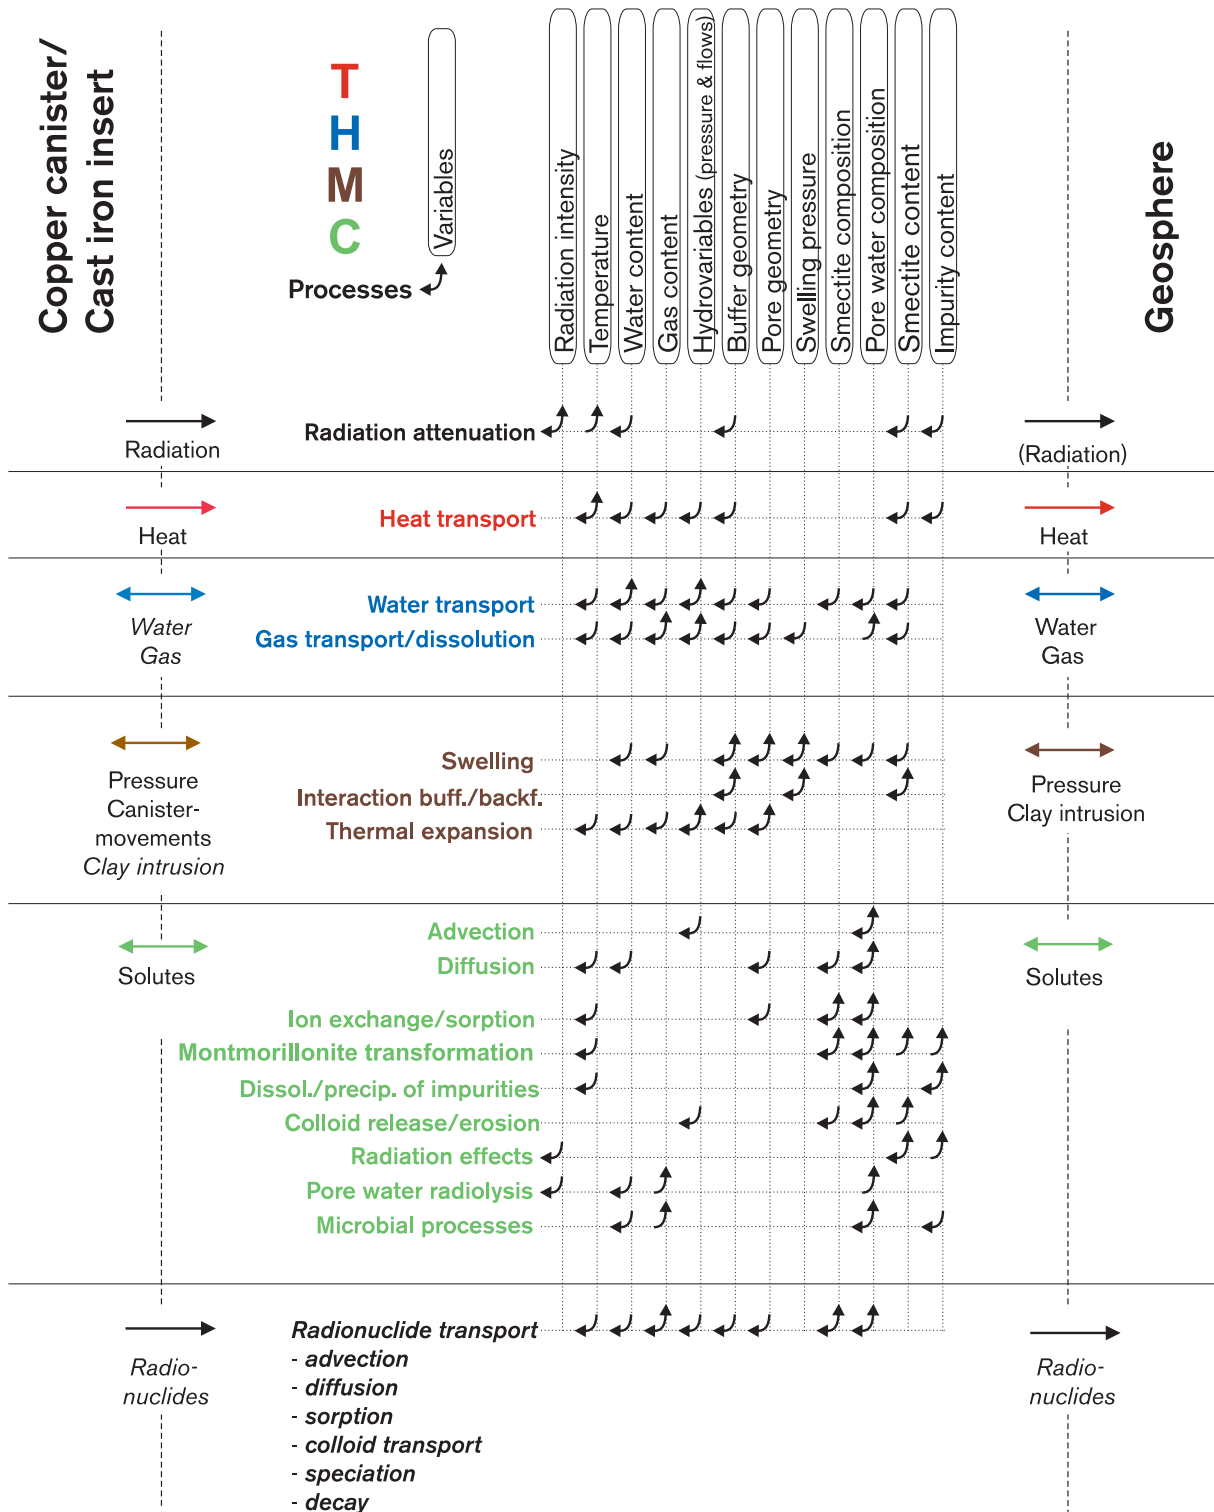 Copper canister/
Cast iron insert
T
H
M
C
Variables
Processes
Radiation intensity
Temperature
Water content
Gas content
Hydrovariables (pressure & flows)
Buffer geometry
Pore geometry
Swelling pressure
Smectite composition
Pore water composition
Smectite content
Impurity content
Geosphere
Radiation
Radiation attenuation
(Radiation)
Heat
Heat transport
Heat
Water
Gas
Water transport
Gas transport/dissolution
Water
Gas
Pressure
Canister-
movements
Clay intrusion
Swelling
Interaction buff./backf.
Thermal expansion
Pressure
Clay intrusion
Solutes
Advection
Diffusion
Ion exchange/sorption
Montmorillonite transformation
Dissol./precip. of impurities
Colloid release/erosion
Radiation effects
Pore water radiolysis
Microbial processes
Solutes
Radio-
nuclides
Radionuclide transport
- advection
- diffusion
- sorption
- colloid transport
- speciation
- decay
Radio-
nuclides